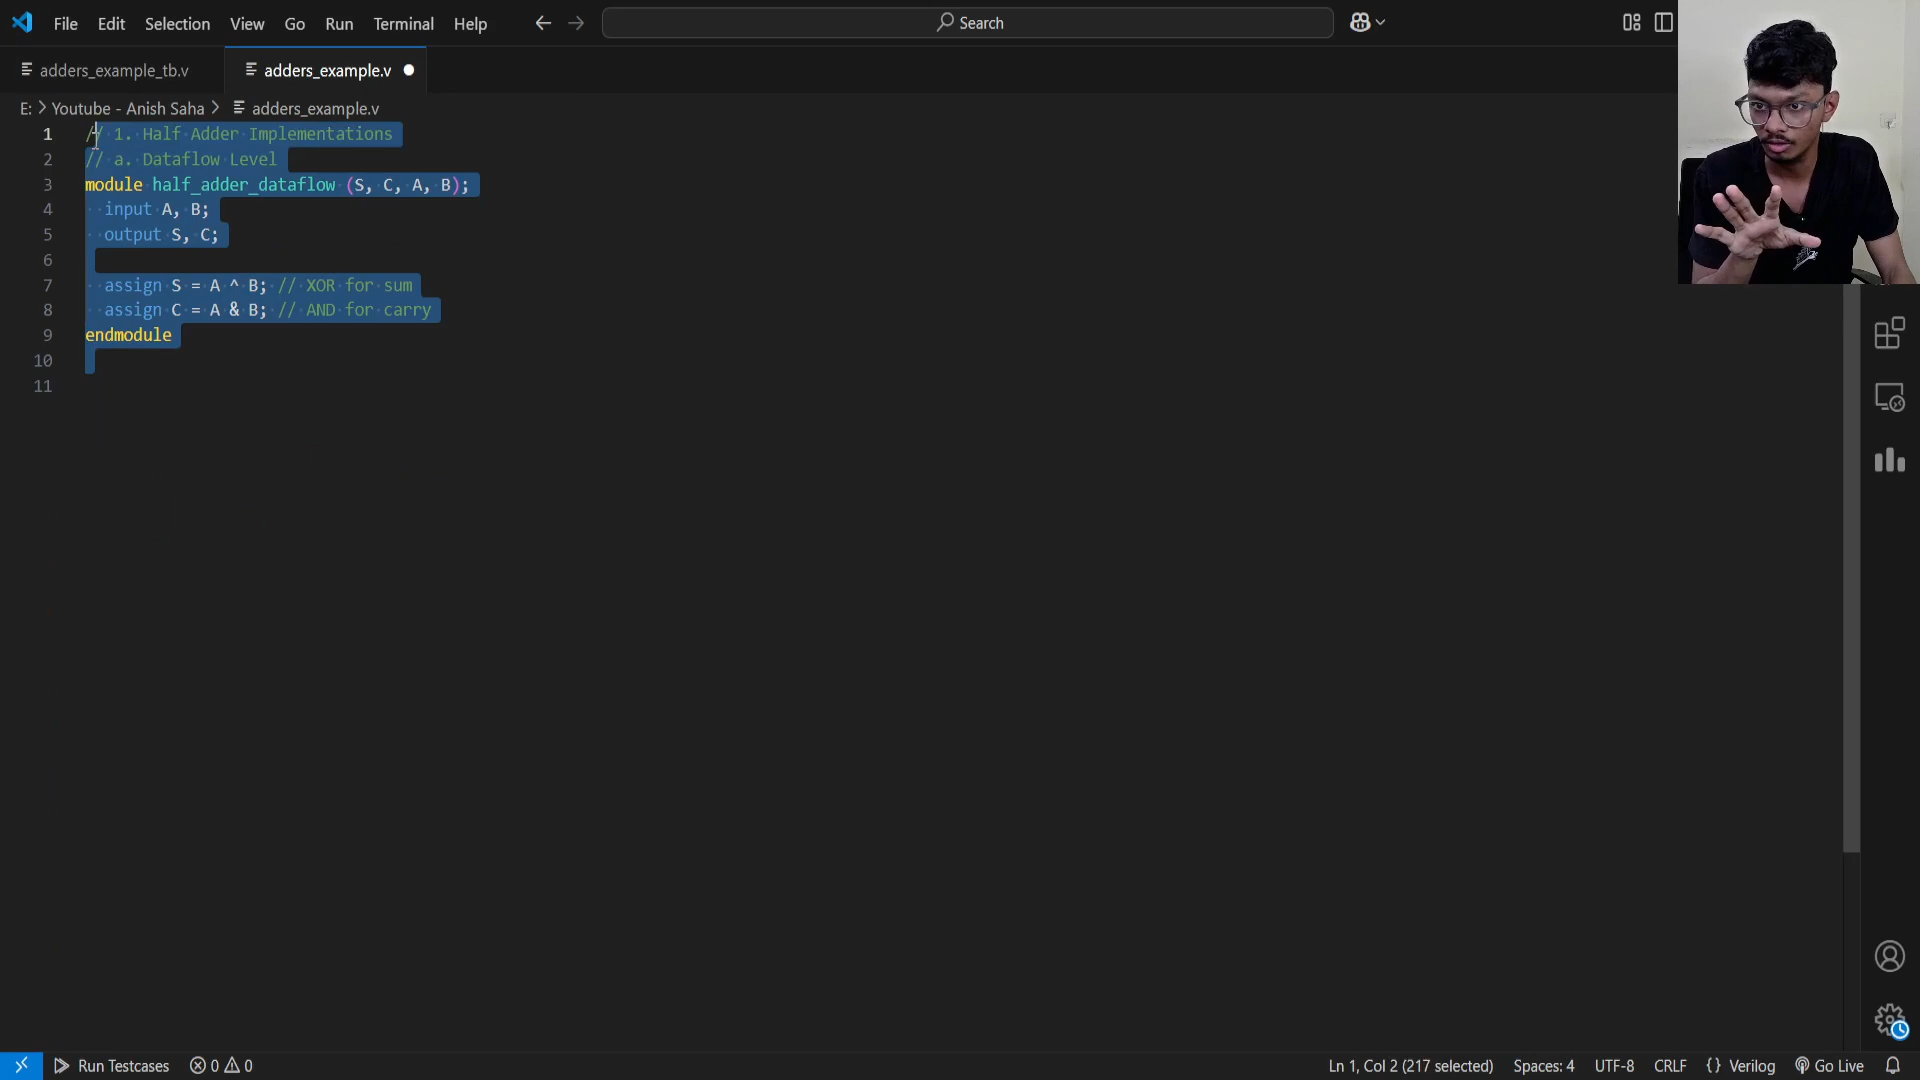 File Edit Selection View Go Run Terminal Help Search
adders_example_tb.v adders_example.v
E: > Youtube - Anish Saha > adders_example.v
1 // 1. Half Adder Implementations
2 // a. Dataflow Level
3 module half_adder_dataflow (S, C, A, B);
4 input A, B;
5 output S, C;
6
7 assign S = A ^ B; // XOR for sum
8 assign C = A & B; // AND for carry
9 endmodule
10
11
Run Testcases 0 0 Ln 1, Col 2 (217 selected) Spaces: 4 UTF-8 CRLF {} Verilog Go Live